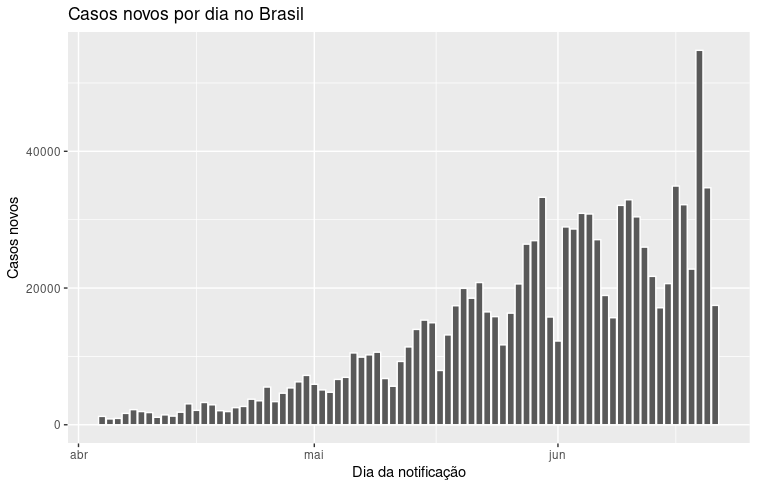 Casos novos por dia no Brasil
Casos novos
40000
20000
0
abr mai jun
Dia da notificação